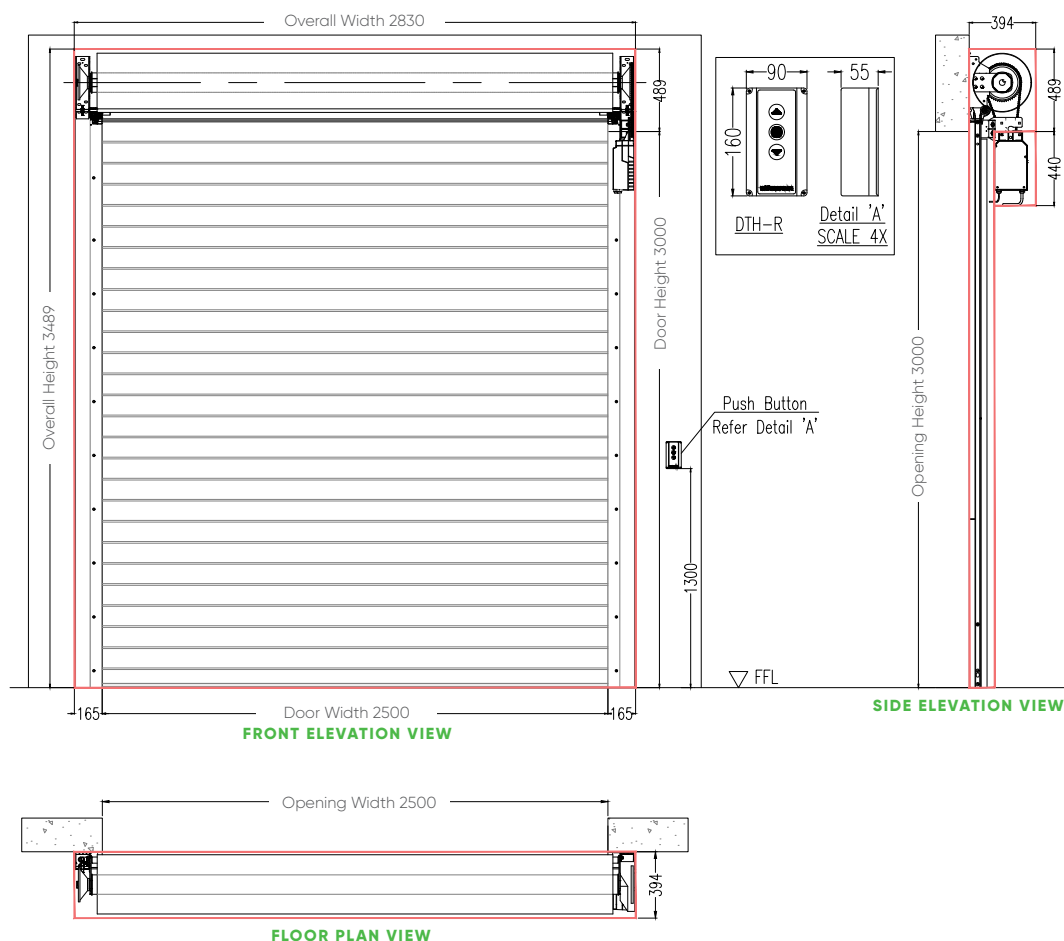 Overall Width 2830
394
489
90
55
160
DTH-R
Detail 'A'
SCALE 4X
489
440
Overall Height 3489
Door Height 3000
Opening Height 3000
Push Button
Refer Detail 'A'
1300
FFL
165
Door Width 2500
165
FRONT ELEVATION VIEW
SIDE ELEVATION VIEW
Opening Width 2500
394
FLOOR PLAN VIEW